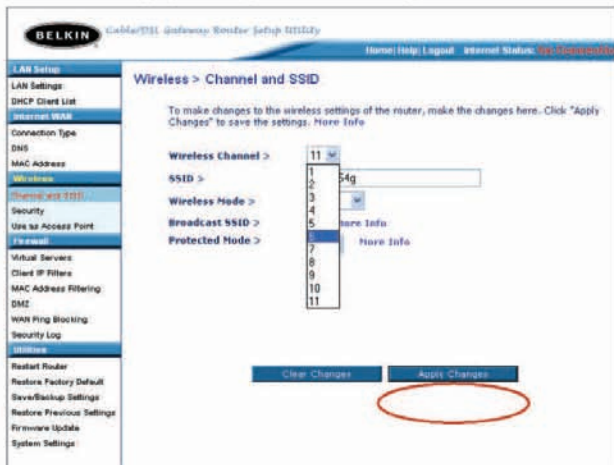 BELKIN
Cable/DSL Gateway Router Setup Utility
Home|Help|Logout Internet Status: No Connection
LAN Setup
LAN Settings
DHCP Client List
Internet WAN
Connection Type
DNS
MAC Address
Wireless
Channel and SSID
Security
Use as Access Point
Firewall
Virtual Servers
Client IP Filters
MAC Address Filtering
DMZ
WAN Ping Blocking
Security Log
Utilities
Restart Router
Restore Factory Default
Save/Backup Settings
Restore Previous Settings
Firmware Update
System Settings
Wireless > Channel and SSID
To make changes to the wireless settings of the router, make the changes here. Click "Apply
Changes" to save the settings. More Info
Wireless Channel > 11
SSID > 54g
Wireless Mode >
Broadcast SSID > More Info
Protected Mode > More Info
1
2
3
4
5
6
7
8
9
10
11
Clear Changes Apply Changes